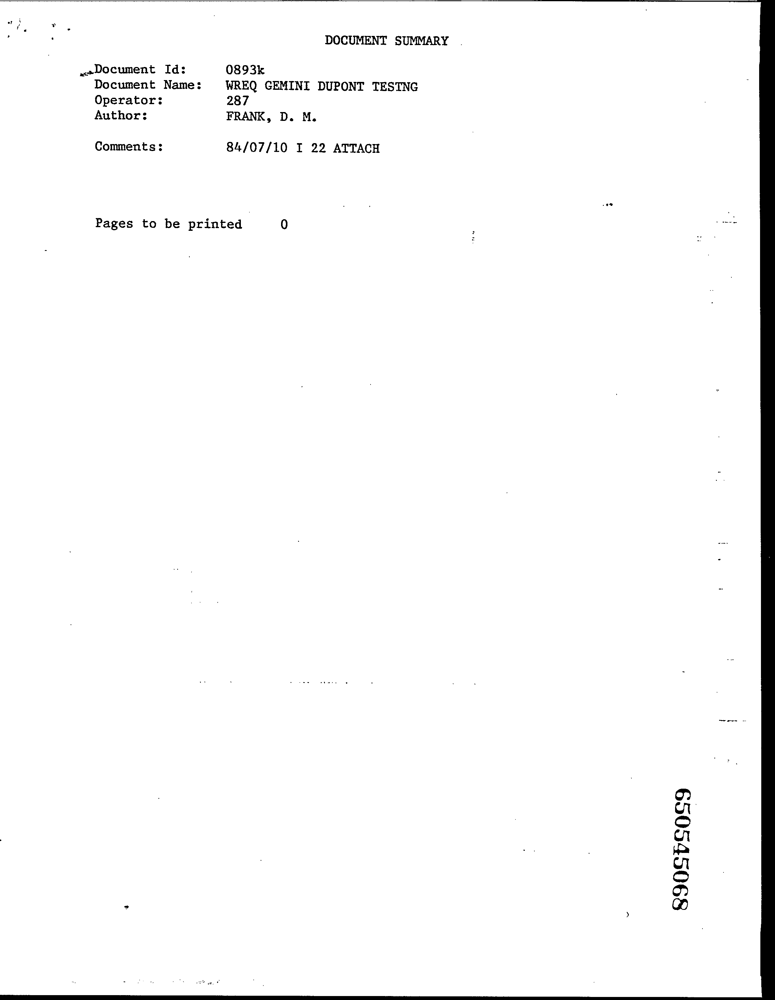 DOCUMENT SUMMARY
Document Id: 0893k
Document Name: WREQ GEMINI DUPONT TESTNG
Operator: 287
Author: FRANK, D. M.
Comments: 84/07/10 I 22 ATTACH
Pages to be printed 0
650545068